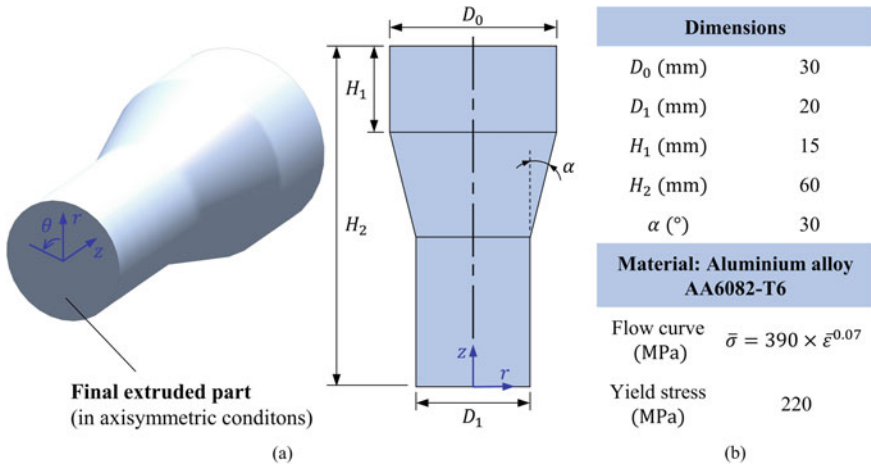 D₀
H₁
α
H₂
θ
r
z
z
r
D₁
Final extruded part
(in axisymmetric conditons)
(a)
Dimensions
D₀ (mm) 30
D₁ (mm) 20
H₁ (mm) 15
H₂ (mm) 60
α (°) 30
Material: Aluminium alloy
AA6082-T6
Flow curve
(MPa) σ̄ = 390 × ε̄^0.07
Yield stress
(MPa) 220
(b)